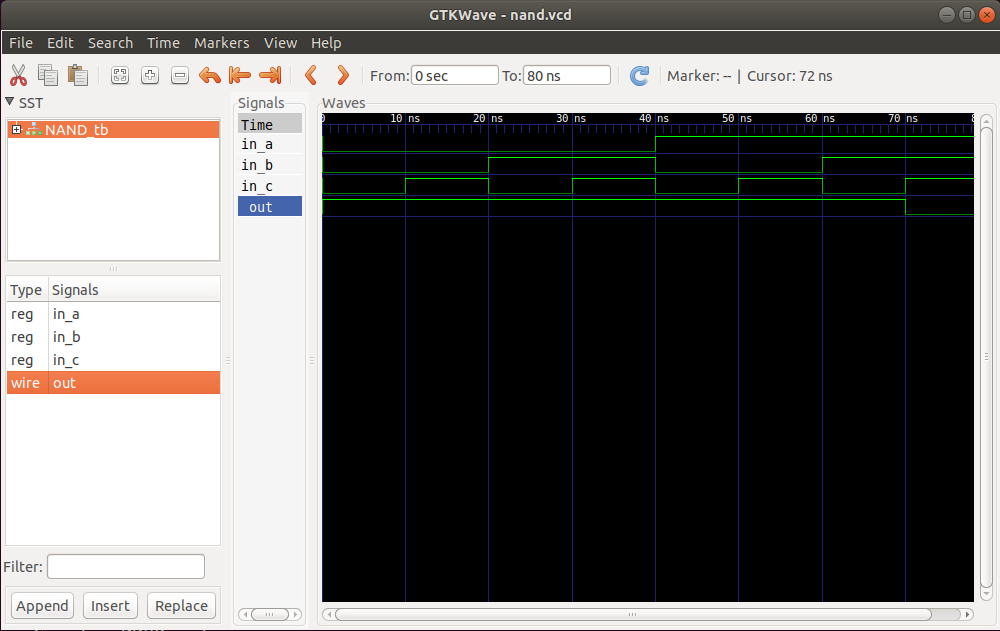 GTKWave - nand.vcd
File Edit Search Time Markers View Help
From: 0 sec To: 80 ns Marker: -- | Cursor: 72 ns
SST
NAND_tb
Type Signals
reg in_a
reg in_b
reg in_c
wire out
Filter:
Append Insert Replace
Signals
Time
in_a
in_b
in_c
out
Waves
10 ns 20 ns 30 ns 40 ns 50 ns 60 ns 70 ns